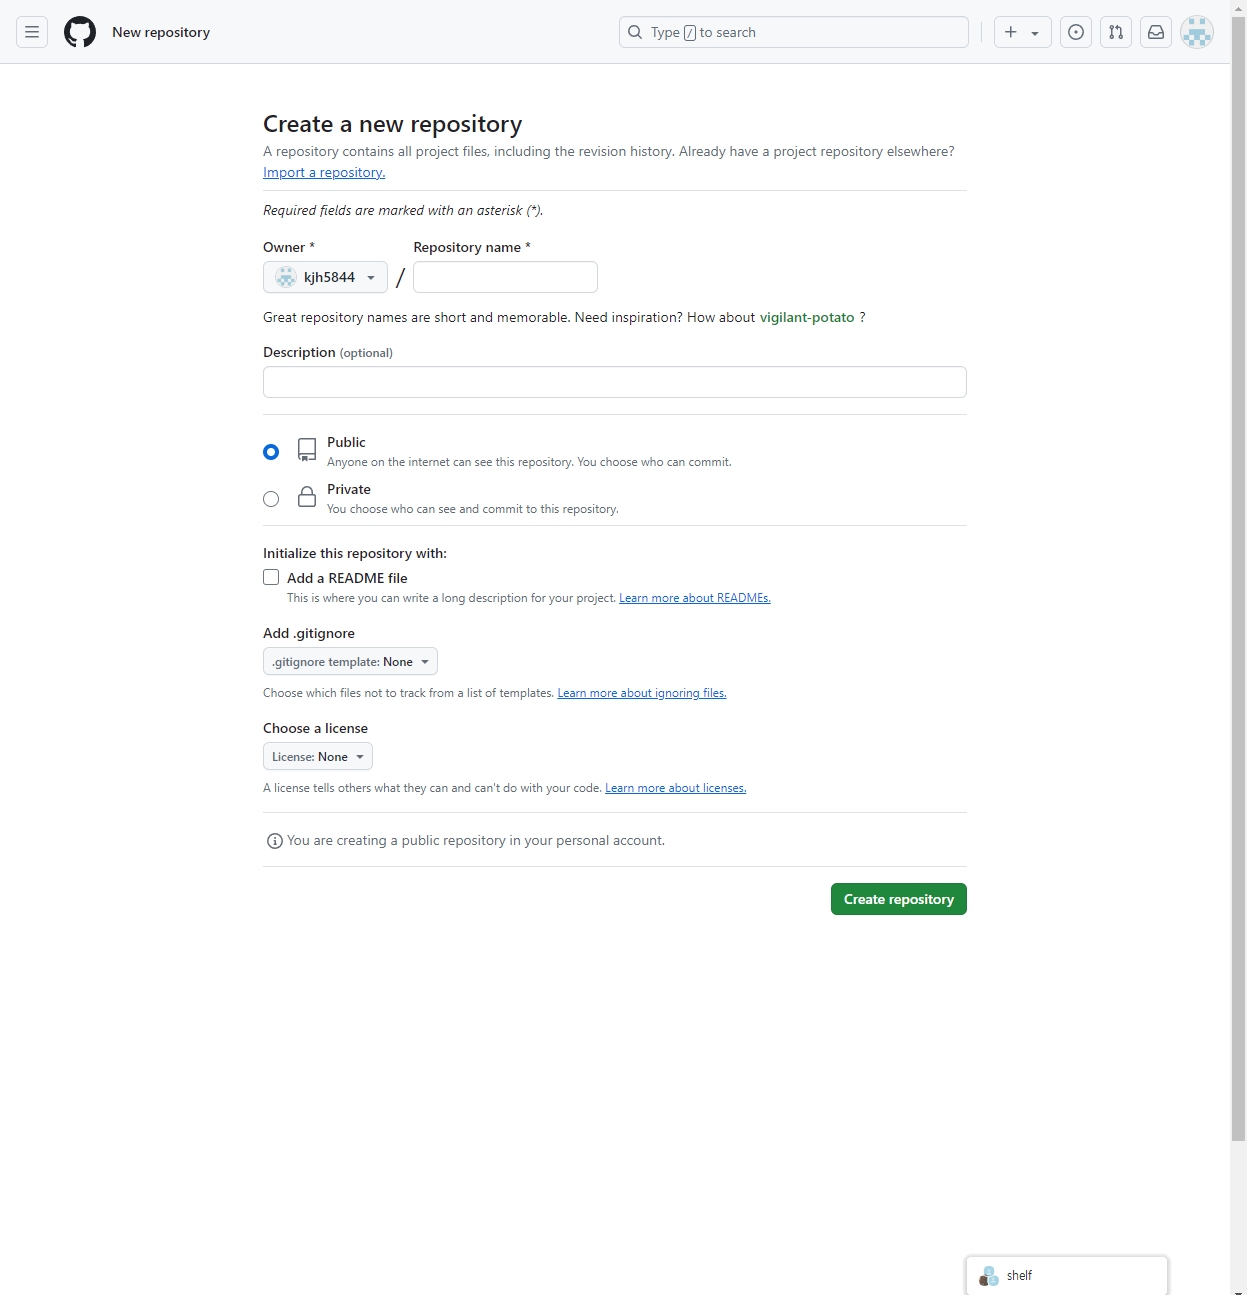 New repository
Type / to search
Create a new repository
A repository contains all project files, including the revision history. Already have a project repository elsewhere?
Import a repository.
Required fields are marked with an asterisk (*).
Owner * Repository name *
kjh5844 /
Great repository names are short and memorable. Need inspiration? How about vigilant-potato ?
Description (optional)
Public
Anyone on the internet can see this repository. You choose who can commit.
Private
You choose who can see and commit to this repository.
Initialize this repository with:
Add a README file
This is where you can write a long description for your project. Learn more about READMEs.
Add .gitignore
.gitignore template: None
Choose which files not to track from a list of templates. Learn more about ignoring files.
Choose a license
License: None
A license tells others what they can and can't do with your code. Learn more about licenses.
You are creating a public repository in your personal account.
Create repository
shelf